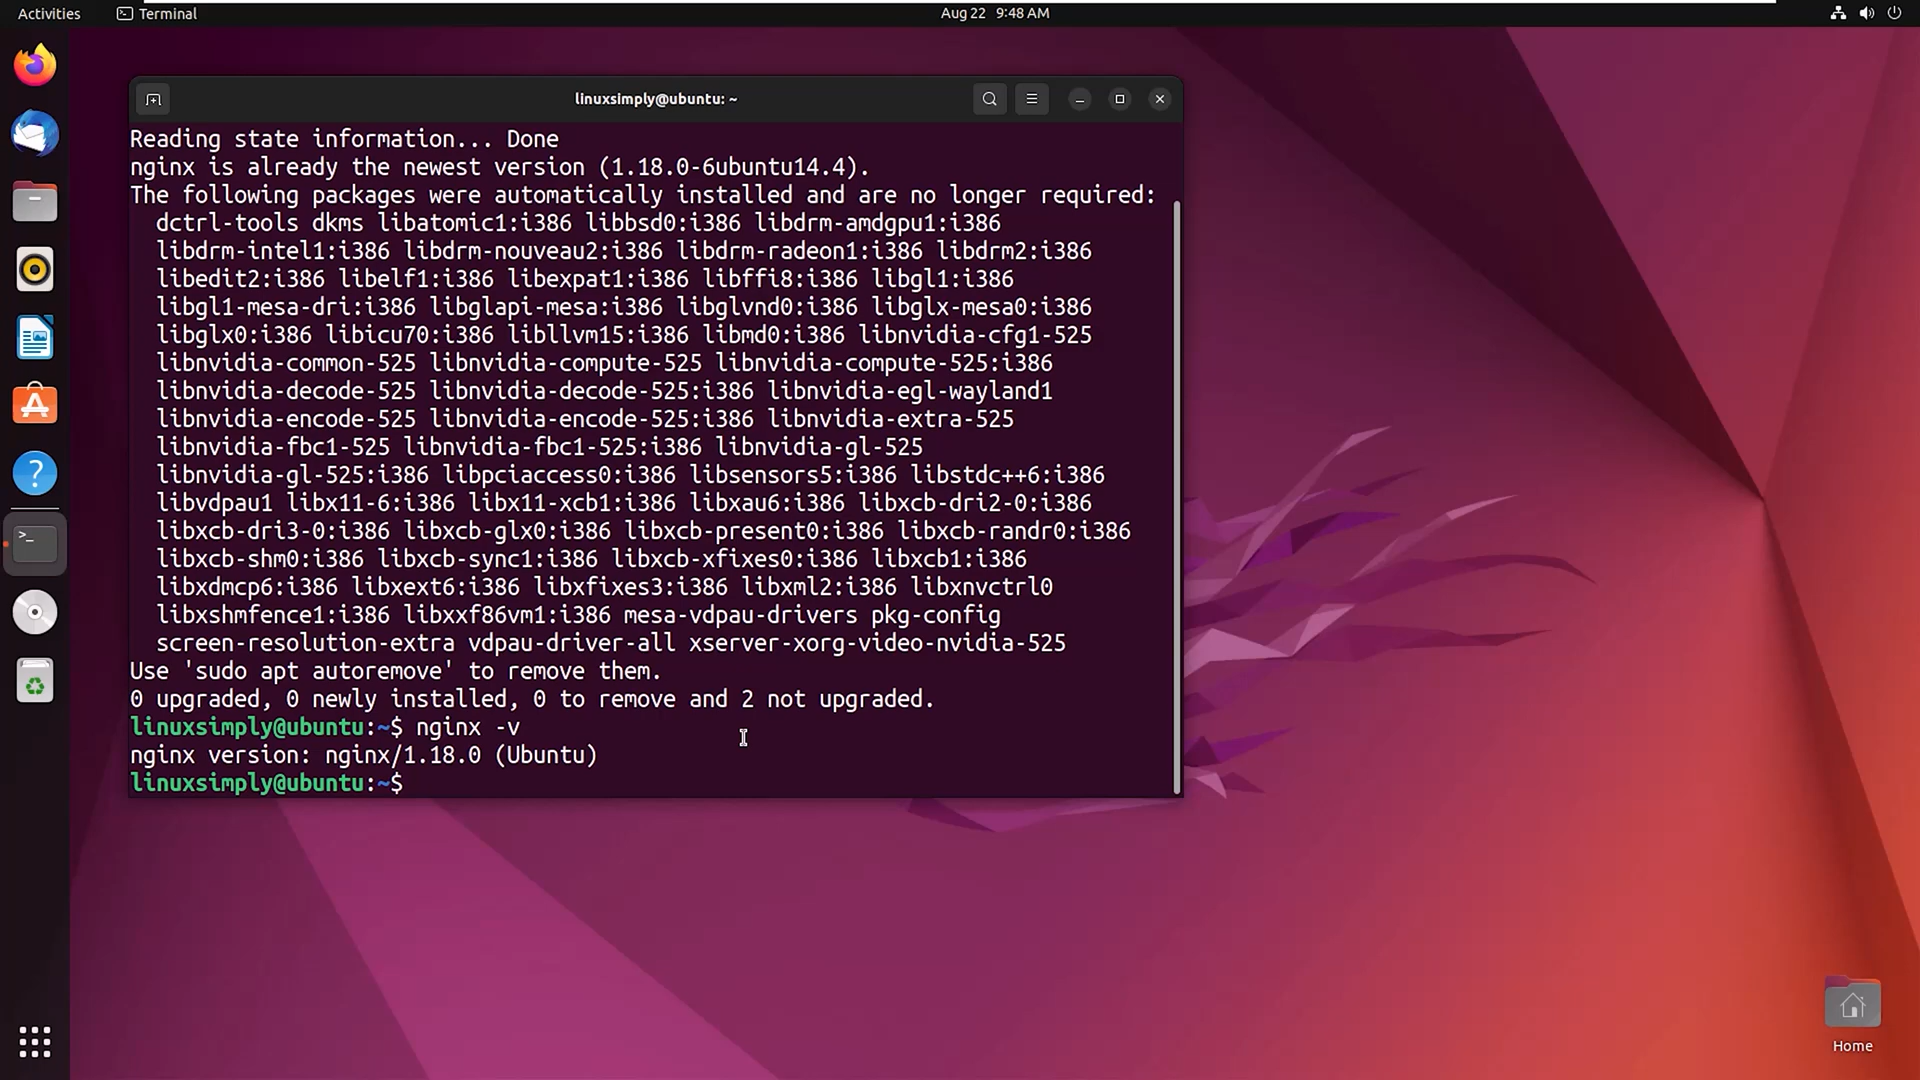 Activities
Terminal
Aug 22 9:48 AM
linuxsimply@ubuntu: ~
Reading state information... Done
nginx is already the newest version (1.18.0-6ubuntu14.4).
The following packages were automatically installed and are no longer required:
dctrl-tools dkms libatomic1:i386 libbsd0:i386 libdrm-amdgpu1:i386
libdrm-intel1:i386 libdrm-nouveau2:i386 libdrm-radeon1:i386 libdrm2:i386
libedit2:i386 libelf1:i386 libexpat1:i386 libffi8:i386 libgl1:i386
libgl1-mesa-dri:i386 libglapi-mesa:i386 libglvnd0:i386 libglx-mesa0:i386
libglx0:i386 libicu70:i386 libllvm15:i386 libmd0:i386 libnvidia-cfg1-525
libnvidia-common-525 libnvidia-compute-525 libnvidia-compute-525:i386
libnvidia-decode-525 libnvidia-decode-525:i386 libnvidia-egl-wayland1
libnvidia-encode-525 libnvidia-encode-525:i386 libnvidia-extra-525
libnvidia-fbc1-525 libnvidia-fbc1-525:i386 libnvidia-gl-525
libnvidia-gl-525:i386 libpciaccess0:i386 libsensors5:i386 libstdc++6:i386
libvdpau1 libx11-6:i386 libx11-xcb1:i386 libxau6:i386 libxcb-dri2-0:i386
libxcb-dri3-0:i386 libxcb-glx0:i386 libxcb-present0:i386 libxcb-randr0:i386
libxcb-shm0:i386 libxcb-sync1:i386 libxcb-xfixes0:i386 libxcb1:i386
libxdmcp6:i386 libxext6:i386 libxfixes3:i386 libxml2:i386 libxnvctrl0
libxshmfence1:i386 libxxf86vm1:i386 mesa-vdpau-drivers pkg-config
screen-resolution-extra vdpau-driver-all xserver-xorg-video-nvidia-525
Use 'sudo apt autoremove' to remove them.
0 upgraded, 0 newly installed, 0 to remove and 2 not upgraded.
linuxsimply@ubuntu:~$ nginx -v
nginx version: nginx/1.18.0 (Ubuntu)
linuxsimply@ubuntu:~$
Home